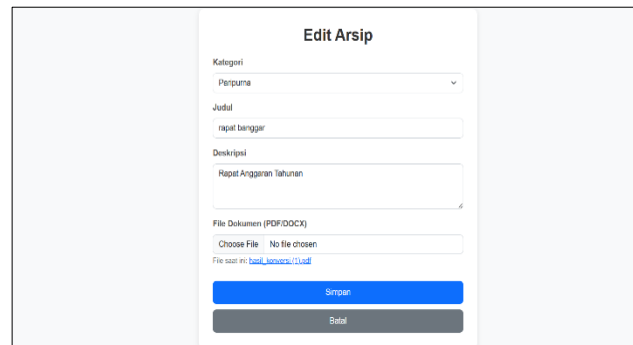 Edit Arsip
Kategori
Paripurna
Judul
rapat banggar
Deskripsi
Rapat Anggaran Tahunan
File Dokumen (PDF/DOCX)
Choose File No file chosen
File saat ini: hasil_konversi (1).pdf
Simpan
Batal